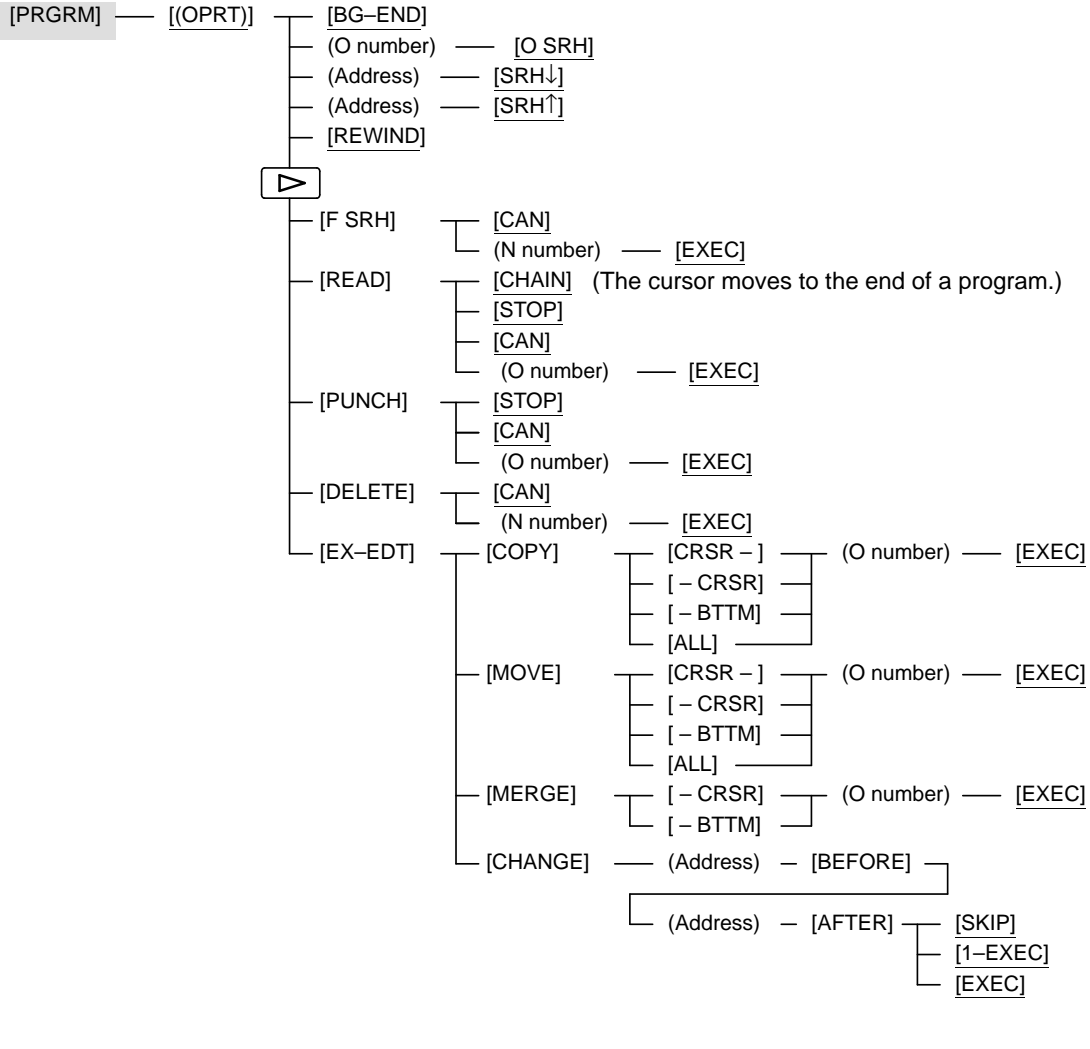 [PRGRM] [(OPRT)] [BG–END]
(O number) [O SRH]
(Address) [SRH↓]
(Address) [SRH↑]
[REWIND]
[F SRH] [CAN]
(N number) [EXEC]
[READ] [CHAIN] (The cursor moves to the end of a program.)
[STOP]
[CAN]
(O number) [EXEC]
[PUNCH] [STOP]
[CAN]
(O number) [EXEC]
[DELETE] [CAN]
(N number) [EXEC]
[EX–EDT] [COPY] [CRSR – ] (O number) [EXEC]
[ – CRSR]
[ – BTTM]
[ALL]
[MOVE] [CRSR – ] (O number) [EXEC]
[ – CRSR]
[ – BTTM]
[ALL]
[MERGE] [ – CRSR] (O number) [EXEC]
[ – BTTM]
[CHANGE] (Address) [BEFORE]
(Address) [AFTER] [SKIP]
[1–EXEC]
[EXEC]